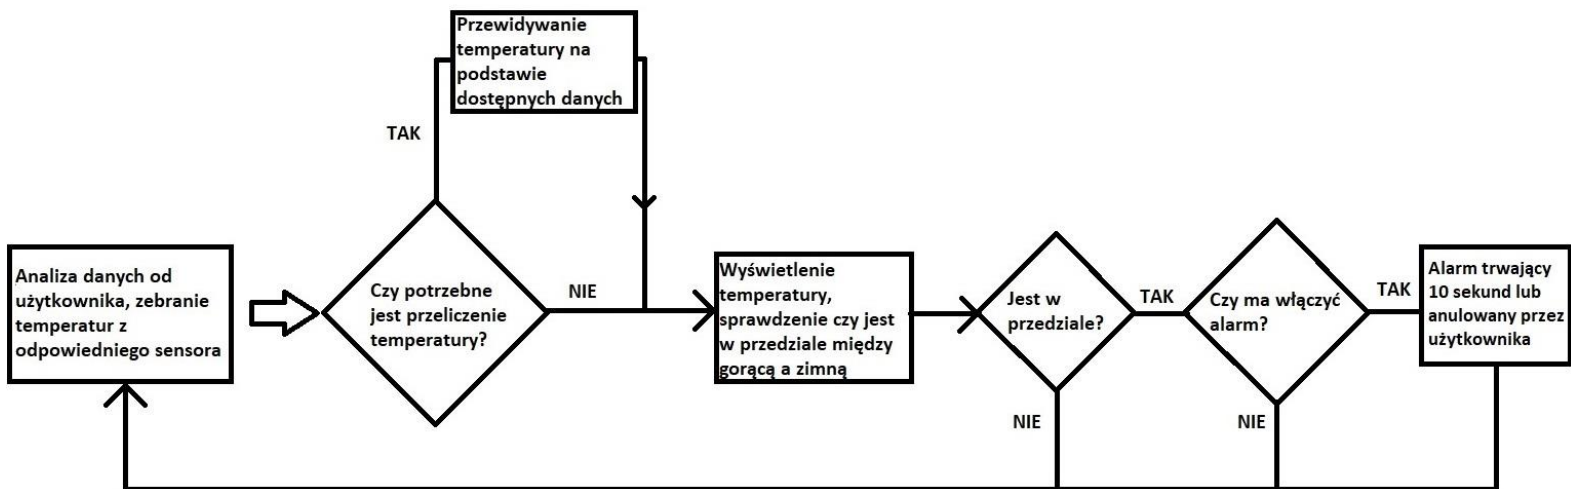 Przewidywanie
temperatury na
podstawie
dostępnych danych
TAK
Analiza danych od
użytkownika, zebranie
temperatur z
odpowiedniego sensora
Czy potrzebne
jest przeliczenie
temperatury?
NIE
Wyświetlenie
temperatury,
sprawdzenie czy jest
w przedziale między
gorącą a zimną
Jest w
przedziale?
TAK
NIE
Czy ma włączyć
alarm?
TAK
NIE
Alarm trwający
10 sekund lub
anulowany przez
użytkownika